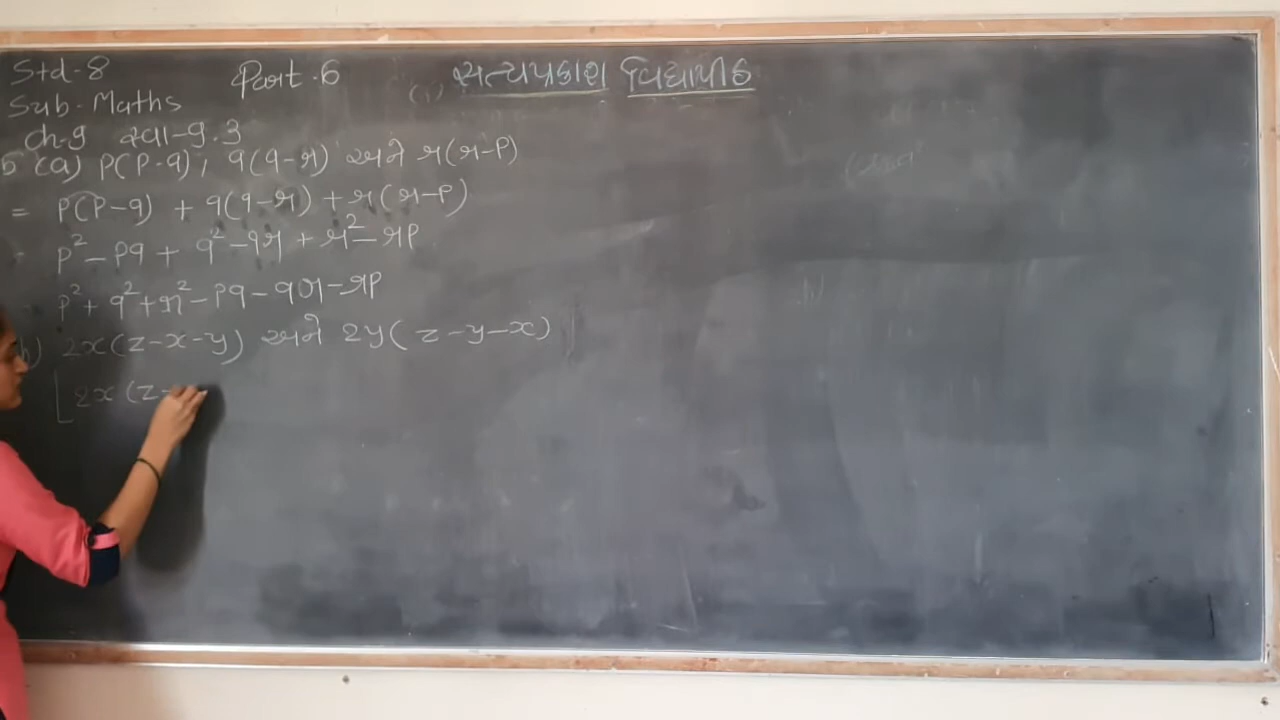 Std-8 Part-6 સત્યપ્રકાશ વિદ્યાપીઠ
Sub-Maths
ch-9 સ્વા-9.3
5 (a) P(P-q), q(q-r) અને r(r-P)
= P(P-q) + q(q-r) + r(r-P)
P² - Pq + q² - qr + r² - rP
P² + q² + r² - Pq - qr - rP
b) 2x(z-x-y) અને 2y(z-y-x)
[2x(z-